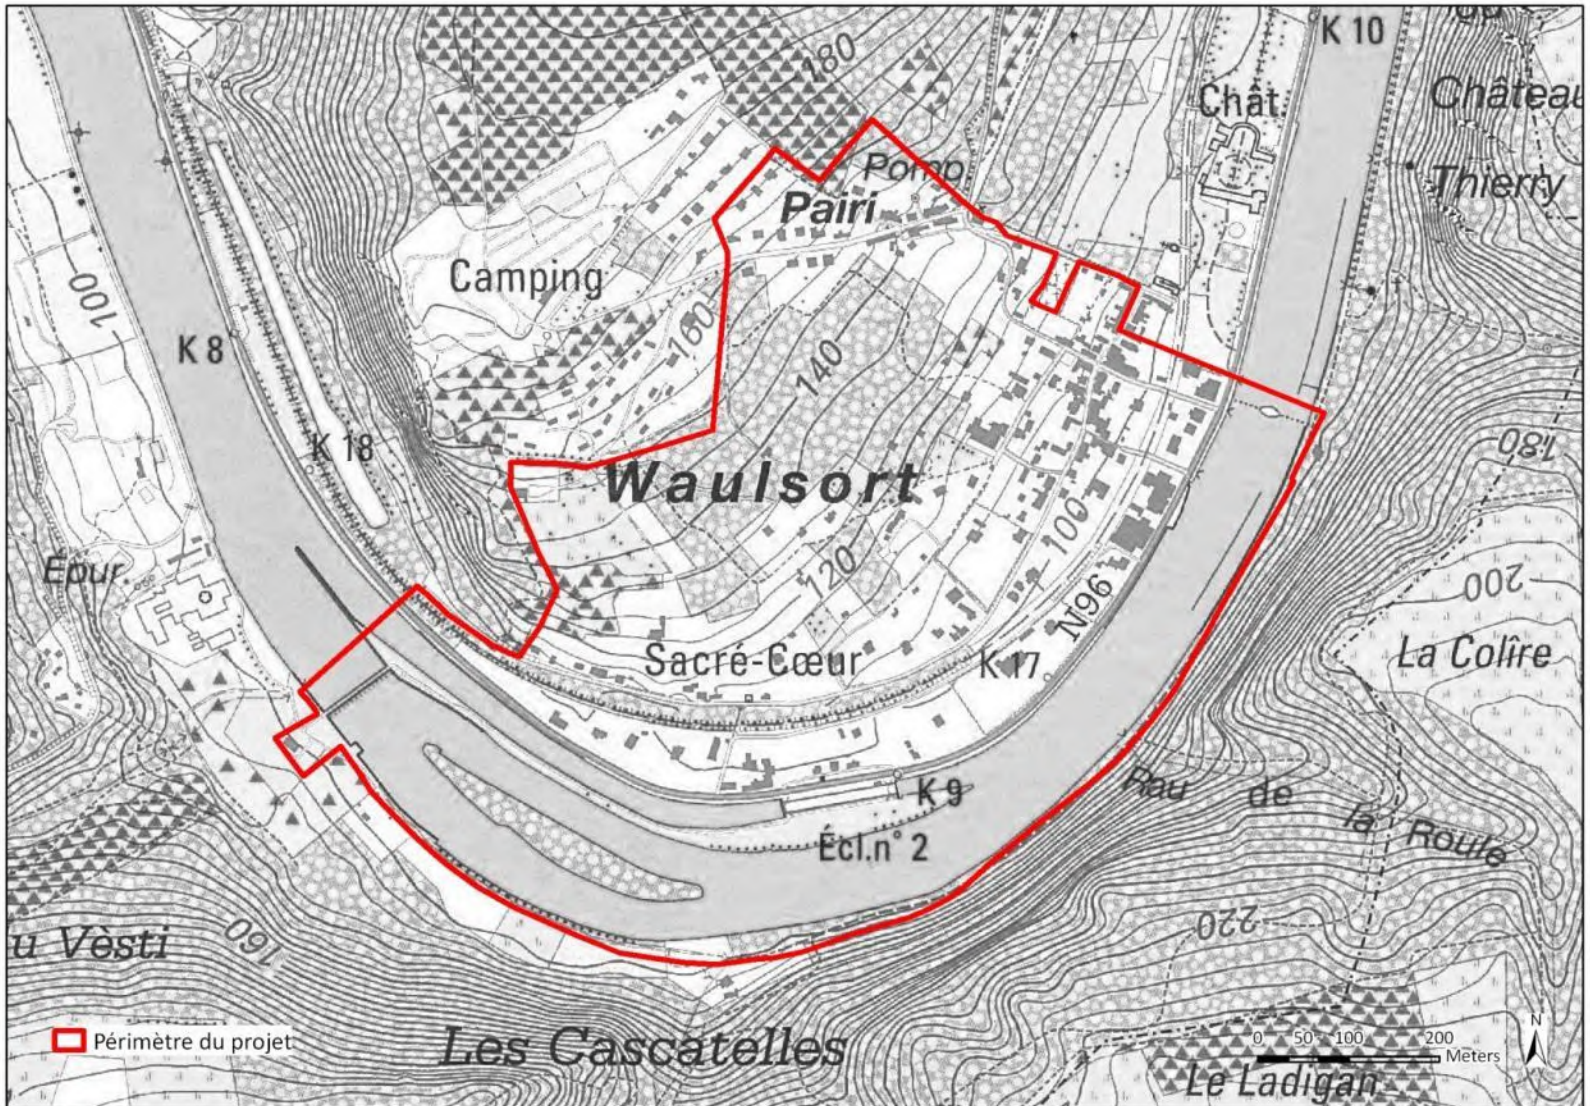 K 10
180
Chât.
Château
Thierry
Pomp.
Pairi
Camping
100
160
K 8
140
K 18
180
Waulsort
100
Épur.
120
200
N96
Sacré-Cœur
K 17
La Colîre
K 9
Rau de la Roule
Écl.n° 2
220
160
u Vèsti
Périmètre du projet
Les Cascatelles
0 50 100 200
Meters
N
Le Ladigan